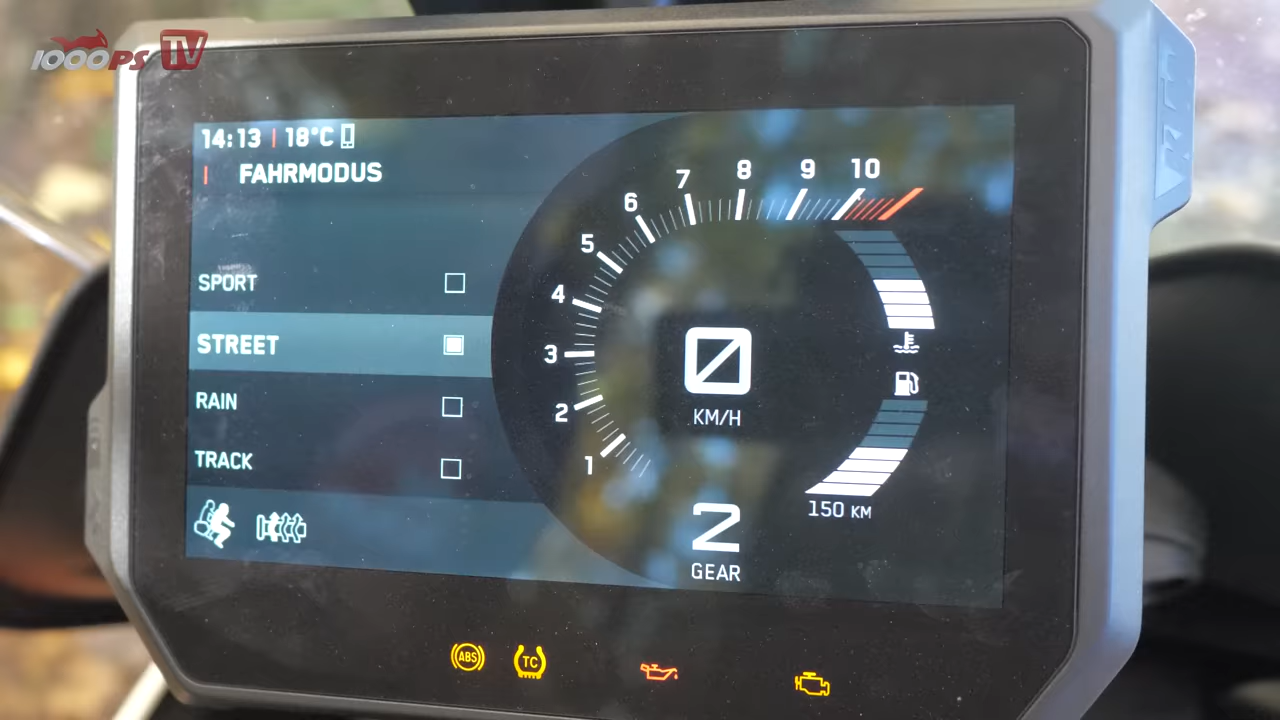 1000PS TV
14:13 | 18°C
FAHRMODUS
SPORT
STREET
RAIN
TRACK
1
2
3
4
5
6
7
8
9
10
0
KM/H
150 KM
2
GEAR
ABS
TC